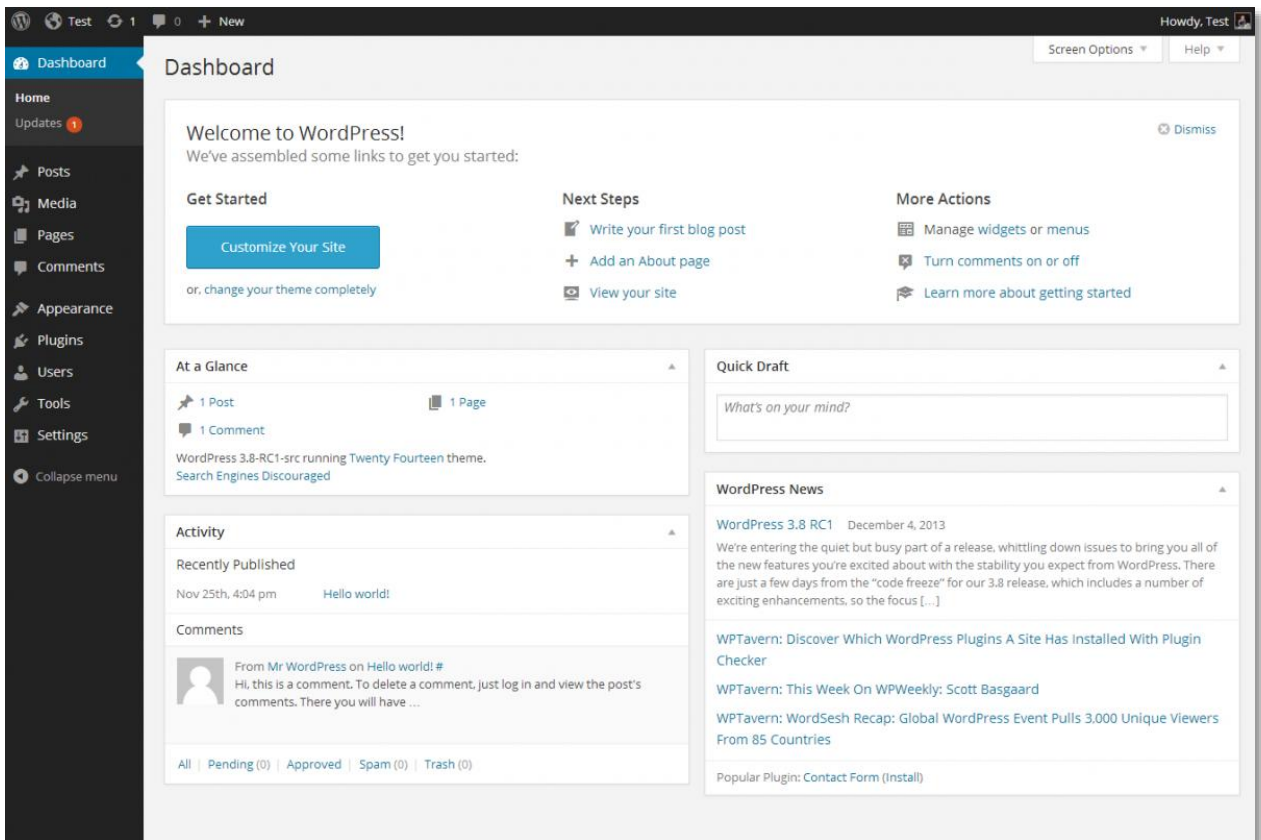 Test 1 0 + New
Howdy, Test
Dashboard
Home
Updates 1
Posts
Media
Pages
Comments
Appearance
Plugins
Users
Tools
Settings
Collapse menu
Screen Options
Help
Dashboard
Welcome to WordPress!
Dismiss
We've assembled some links to get you started:
Get Started
Customize Your Site
or, change your theme completely
Next Steps
Write your first blog post
Add an About page
View your site
More Actions
Manage widgets or menus
Turn comments on or off
Learn more about getting started
At a Glance
1 Post
1 Page
1 Comment
WordPress 3.8-RC1-src running Twenty Fourteen theme.
Search Engines Discouraged
Activity
Recently Published
Nov 25th, 4:04 pm Hello world!
Comments
From Mr WordPress on Hello world! #
Hi, this is a comment. To delete a comment, just log in and view the post's
comments. There you will have …
All | Pending (0) | Approved | Spam (0) | Trash (0)
Quick Draft
What's on your mind?
WordPress News
WordPress 3.8 RC1 December 4, 2013
We're entering the quiet but busy part of a release, whittling down issues to bring you all of
the new features you're excited about with the stability you expect from WordPress. There
are just a few days from the “code freeze” for our 3.8 release, which includes a number of
exciting enhancements, so the focus […]
WPTavern: Discover Which WordPress Plugins A Site Has Installed With Plugin
Checker
WPTavern: This Week On WPWeekly: Scott Basgaard
WPTavern: WordSesh Recap: Global WordPress Event Pulls 3,000 Unique Viewers
From 85 Countries
Popular Plugin: Contact Form (Install)